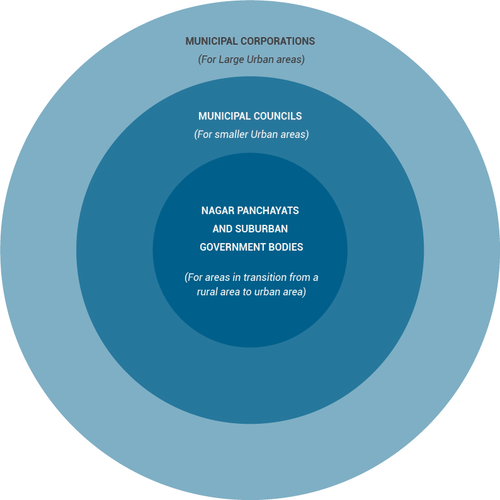 MUNICIPAL CORPORATIONS
(For Large Urban areas)
MUNICIPAL COUNCILS
(For smaller Urban areas)
NAGAR PANCHAYATS
AND SUBURBAN
GOVERNMENT BODIES
(For areas in transition from a
rural area to urban area)